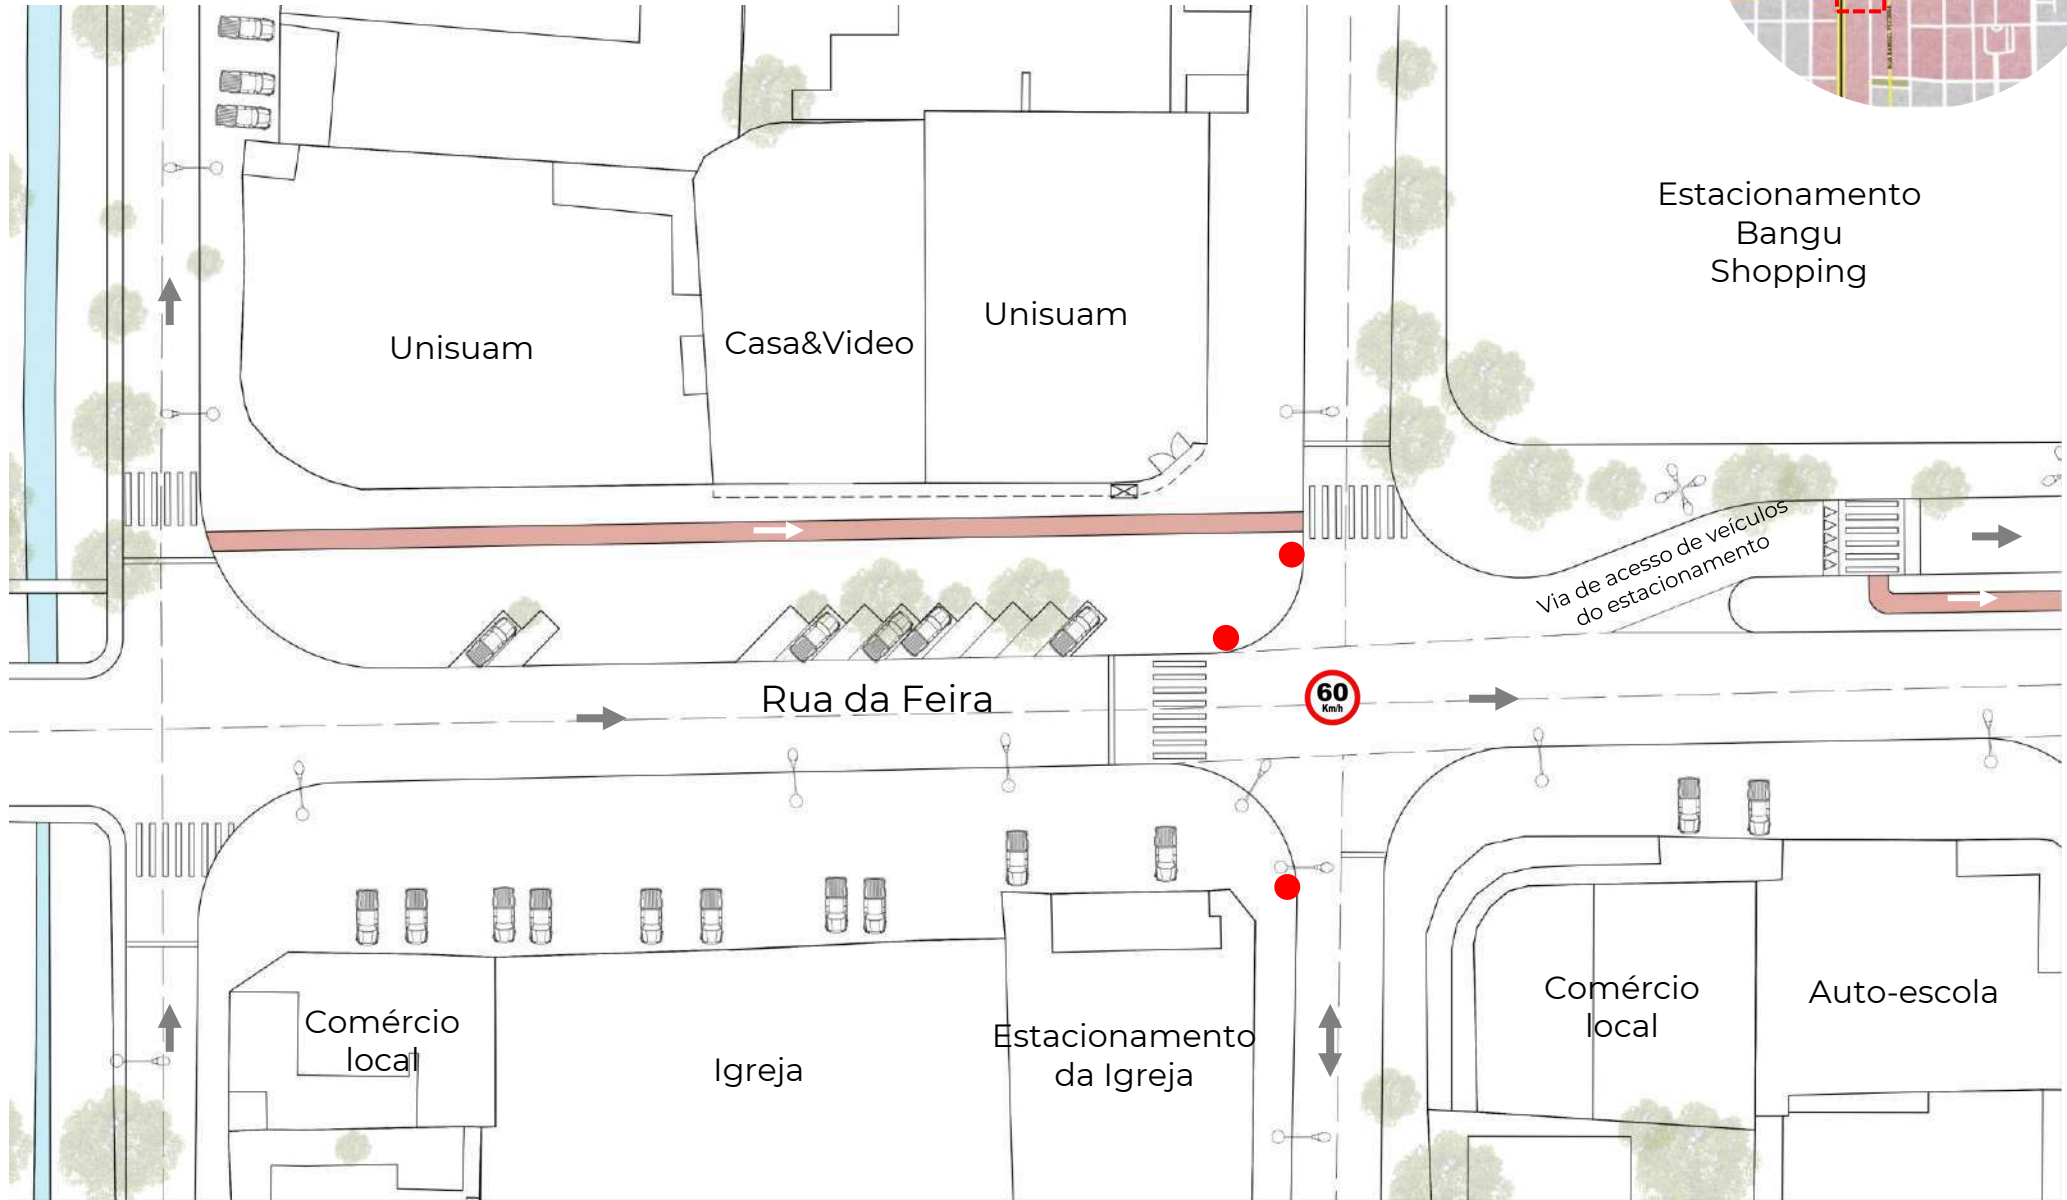 Estacionamento
Bangu
Shopping
Unisuam
Casa&Video
Unisuam
Via de acesso de veículos
do estacionamento
Rua da Feira
60
Km/h
Comércio
local
Igreja
Estacionamento
da Igreja
Comércio
local
Auto-escola